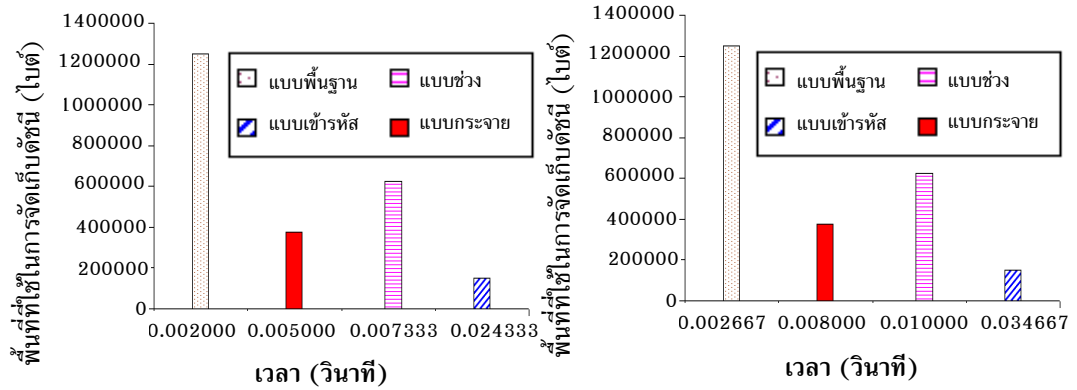 พื้นที่ที่ใช้ในการจัดเก็บดัชนี (ไบต์)
1400000
1200000
1000000
800000
600000
400000
200000
0
แบบพื้นฐาน
แบบช่วง
แบบเข้ารหัส
แบบกระจาย
0.002000 0.005000 0.007333 0.024333
เวลา (วินาที)
พื้นที่ที่ใช้ในการจัดเก็บดัชนี (ไบต์)
1400000
1200000
1000000
800000
600000
400000
200000
0
แบบพื้นฐาน
แบบช่วง
แบบเข้ารหัส
แบบกระจาย
0.002667 0.008000 0.010000 0.034667
เวลา (วินาที)